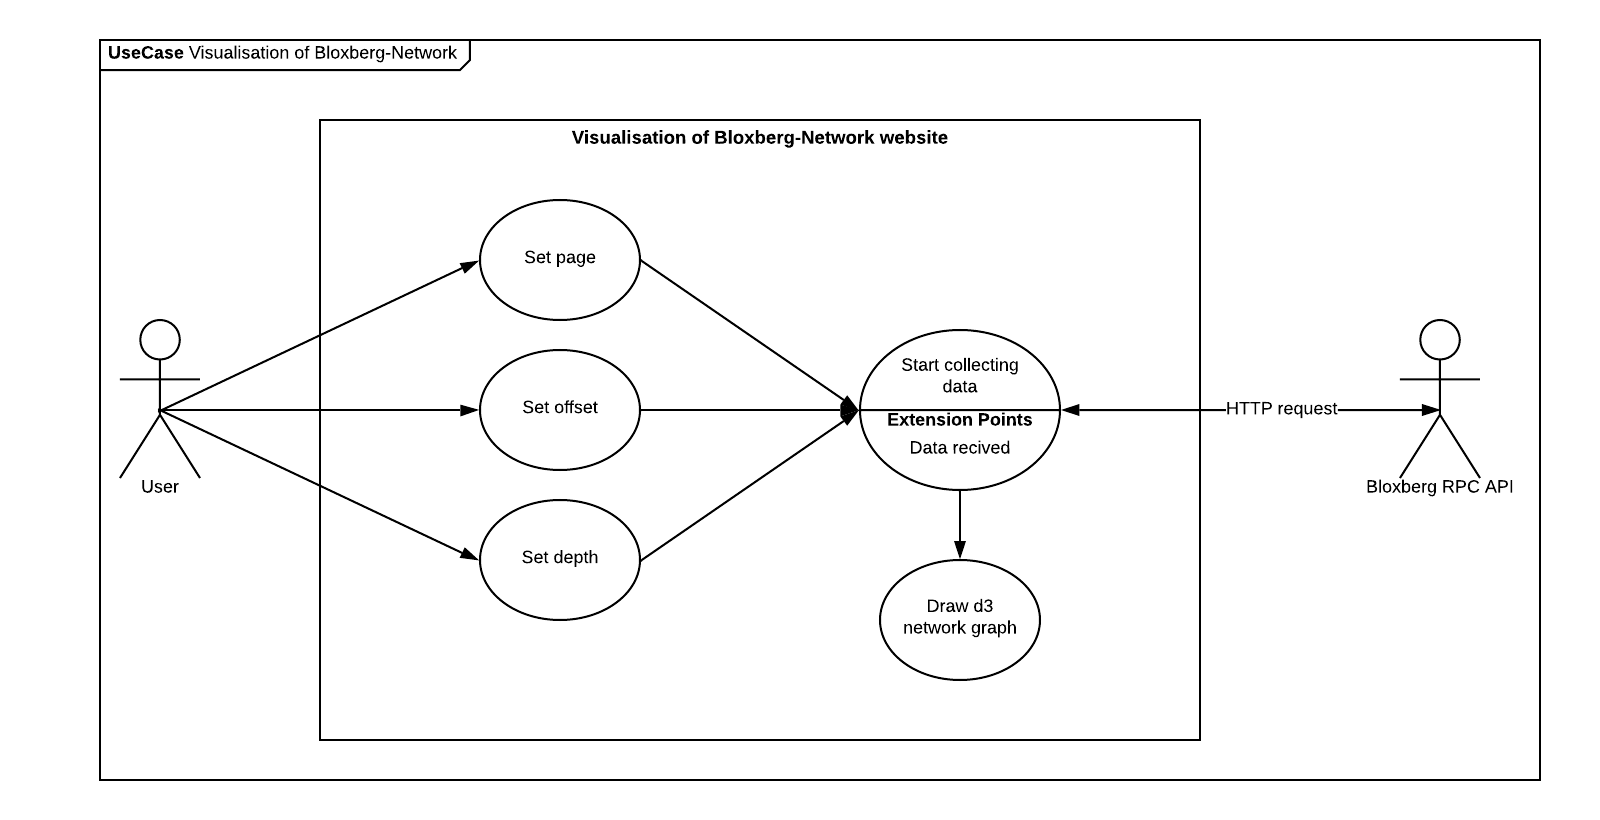 UseCase Visualisation of Bloxberg-Network
Visualisation of Bloxberg-Network website
Set page
Set offset
Set depth
Start collecting
data
Extension Points
Data recived
Draw d3
network graph
HTTP request
User
Bloxberg RPC API